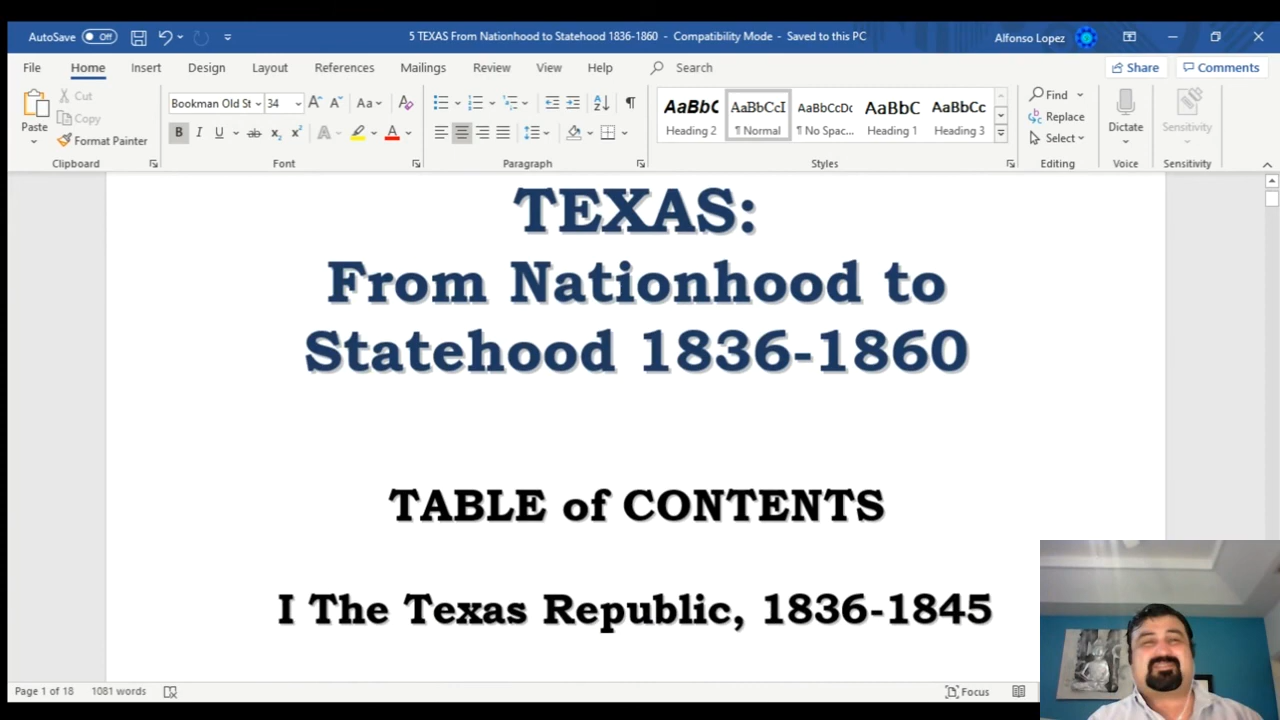 AutoSave Off
5 TEXAS From Nationhood to Statehood 1836-1860 - Compatibility Mode - Saved to this PC
Alfonso Lopez
File Home Insert Design Layout References Mailings Review View Help Search Share Comments
Paste
Cut
Copy
Format Painter
Clipboard
Bookman Old St 34
Font
Paragraph
AaBbC AaBbCcI AaBbCcDc AaBbC AaBbCc
Heading 2 ¶ Normal ¶ No Spac... Heading 1 Heading 3
Styles
Find
Replace
Select
Editing
Dictate
Voice
Sensitivity
Sensitivity
TEXAS:
From Nationhood to
Statehood 1836-1860
TABLE of CONTENTS
I The Texas Republic, 1836-1845
Page 1 of 18 1081 words Focus